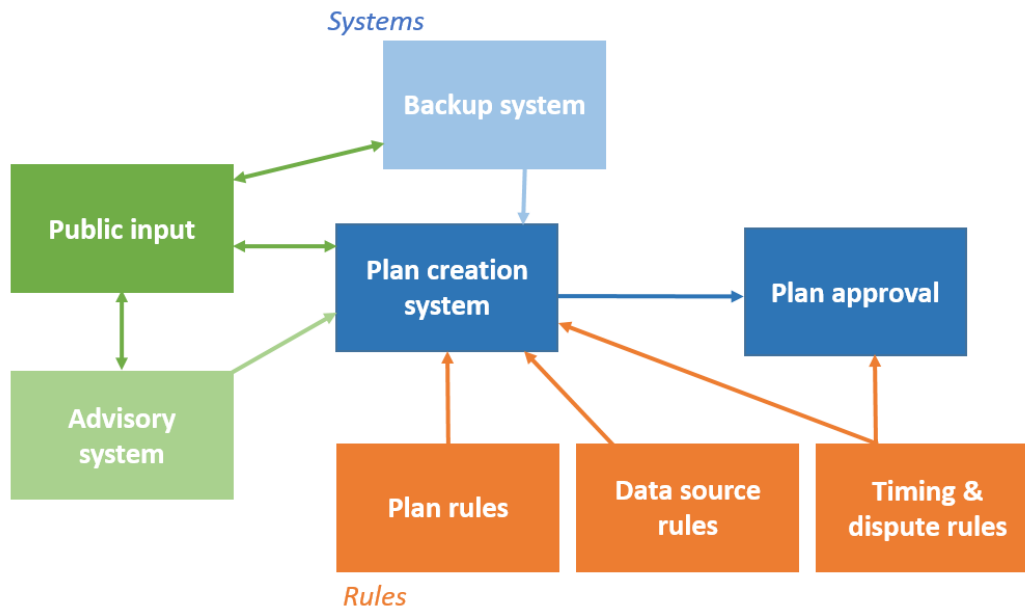 Systems
Backup system
Public input
Plan creation
system
Plan approval
Advisory
system
Plan rules
Data source
rules
Timing &
dispute rules
Rules